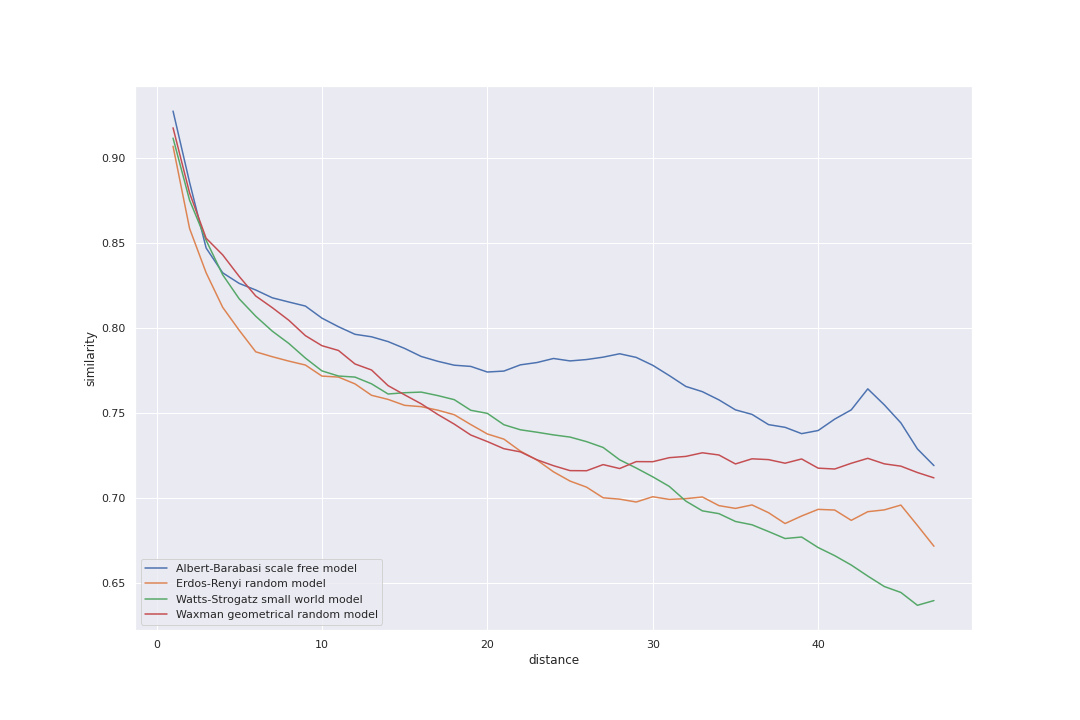 0.90
0.85
0.80
0.75
0.70
0.65
similarity
Albert-Barabasi scale free model
Erdos-Renyi random model
Watts-Strogatz small world model
Waxman geometrical random model
0 10 20 30 40
distance